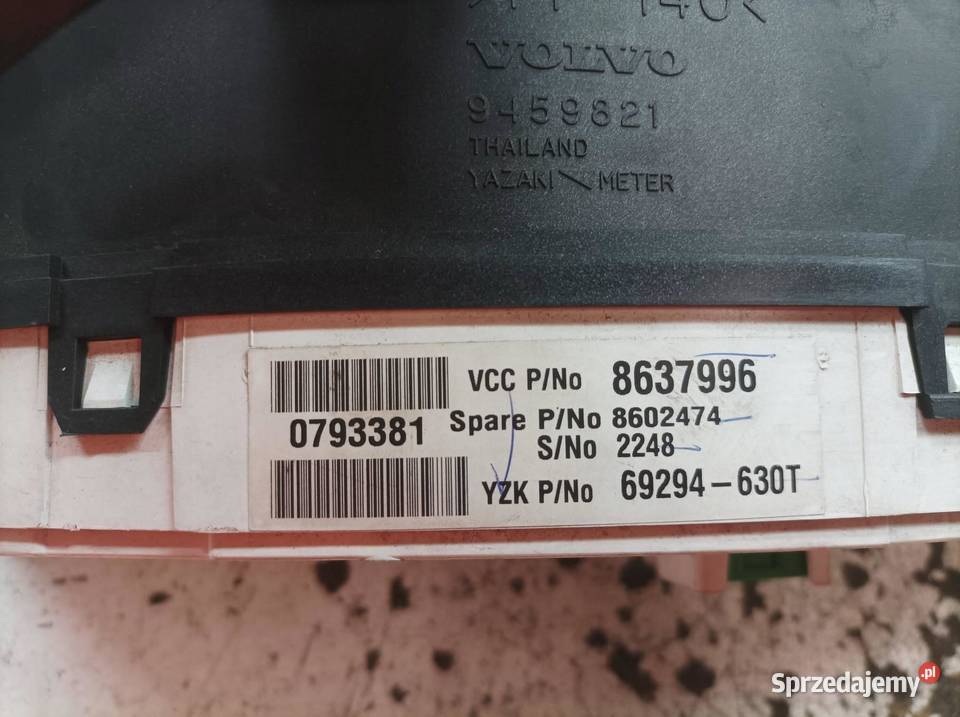 VOLVO
9459821
THAILAND
YAZAKI METER
VCC P/No 8637996
0793381
Spare P/No 8602474
S/No 2248
YZK P/No 69294-630T
Sprzedajemy.pl